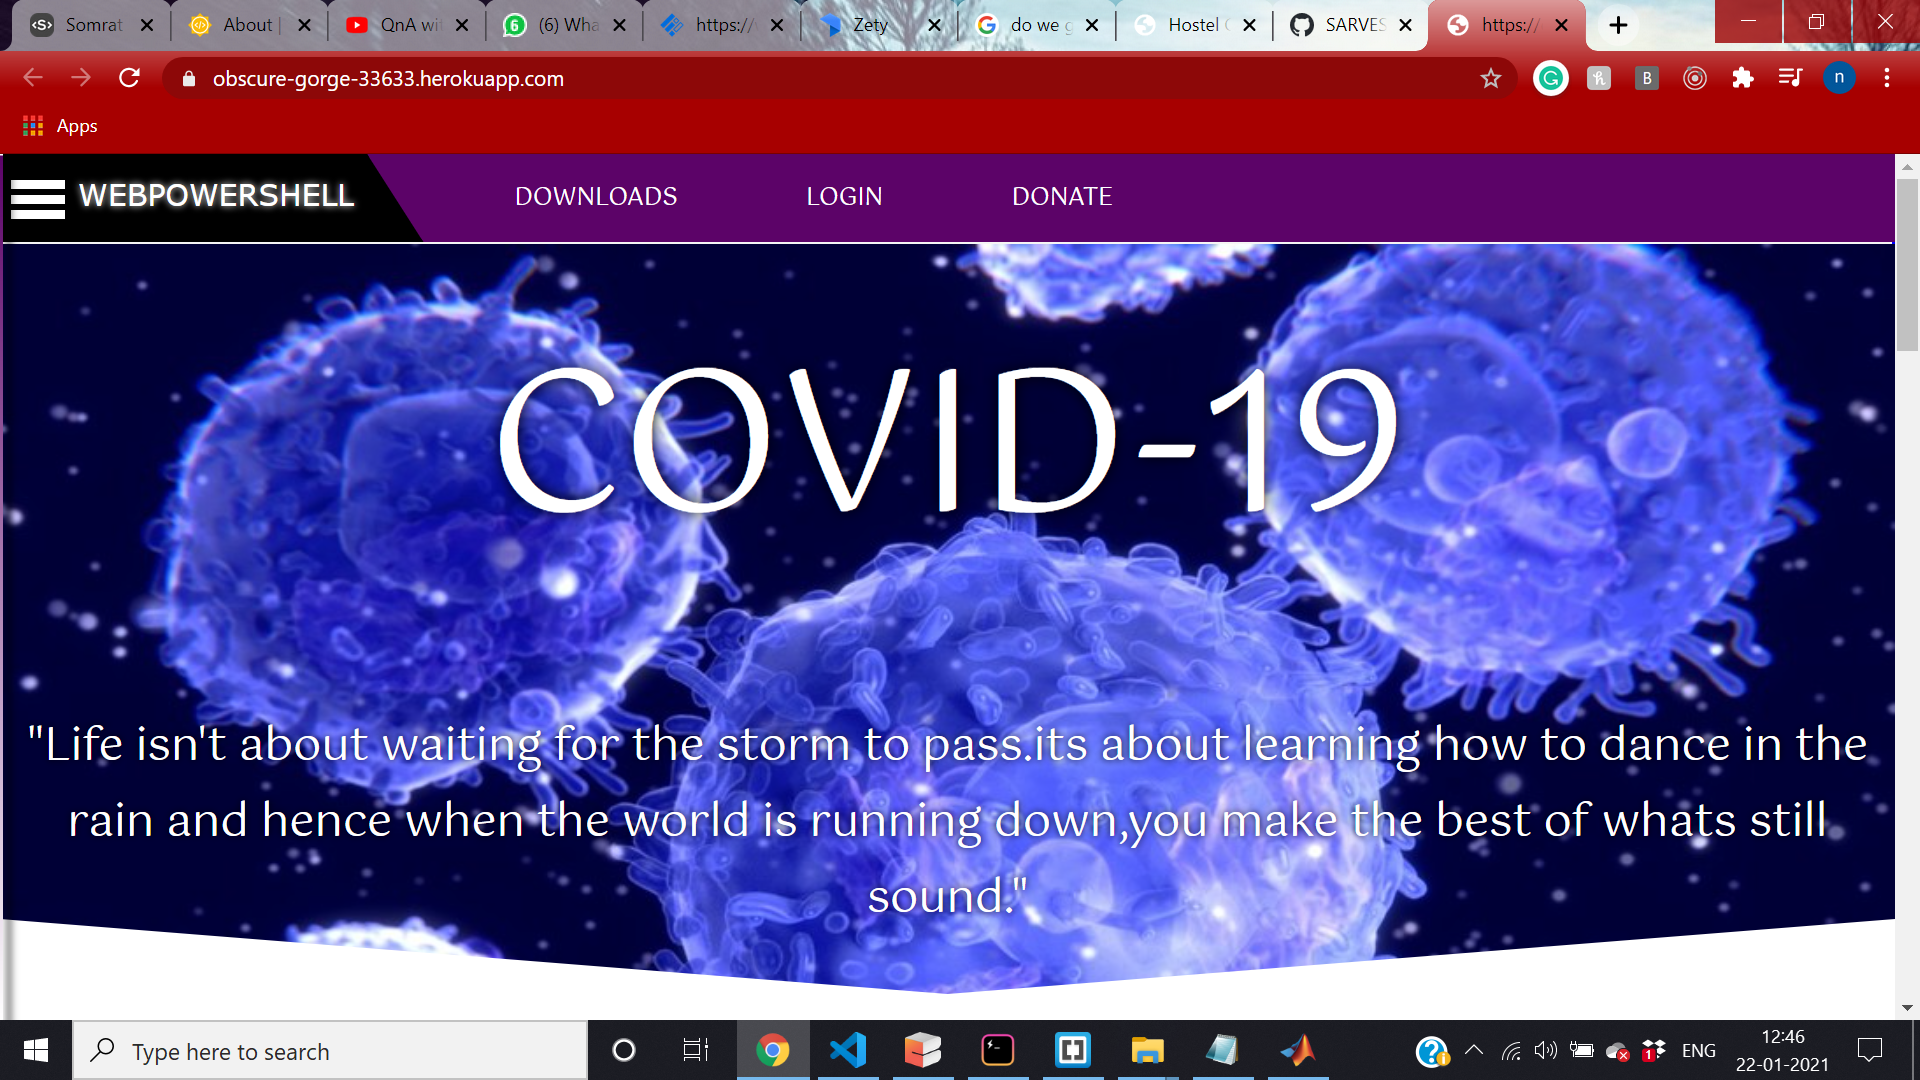 Somrat
About
QnA wit
(6) Wha
https://
Zety
do we g
Hostel
SARVES
https://
obscure-gorge-33633.herokuapp.com
n
Apps
WEBPOWERSHELL
DOWNLOADS
LOGIN
DONATE
COVID-19
"Life isn't about waiting for the storm to pass.its about learning how to dance in the
rain and hence when the world is running down,you make the best of whats still
sound."
Type here to search
ENG
12:46
22-01-2021